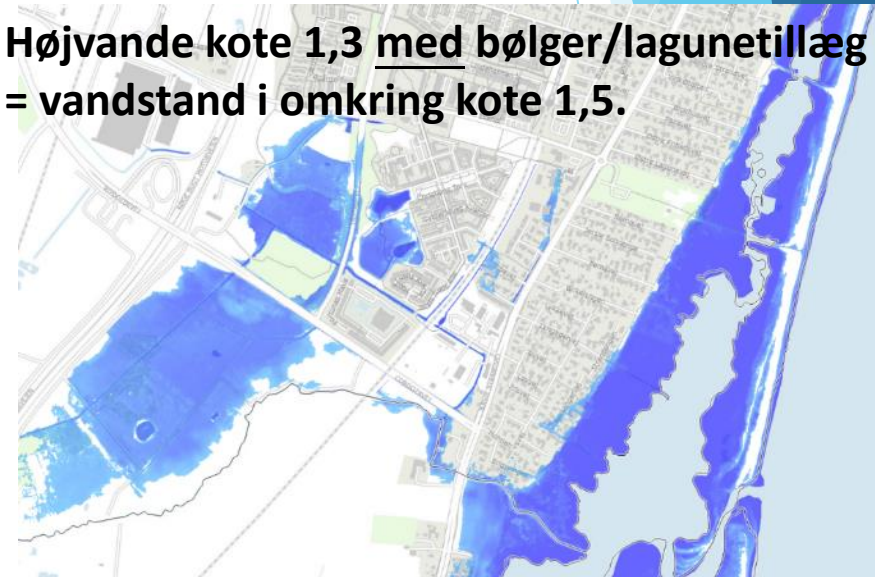 Højvande kote 1,3 med bølger/lagunetillæg
= vandstand i omkring kote 1,5.